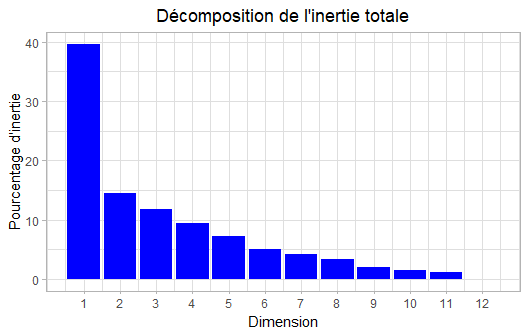 Décomposition de l'inertie totale
Pourcentage d'inertie
40
30
20
10
0
1 2 3 4 5 6 7 8 9 10 11 12
Dimension